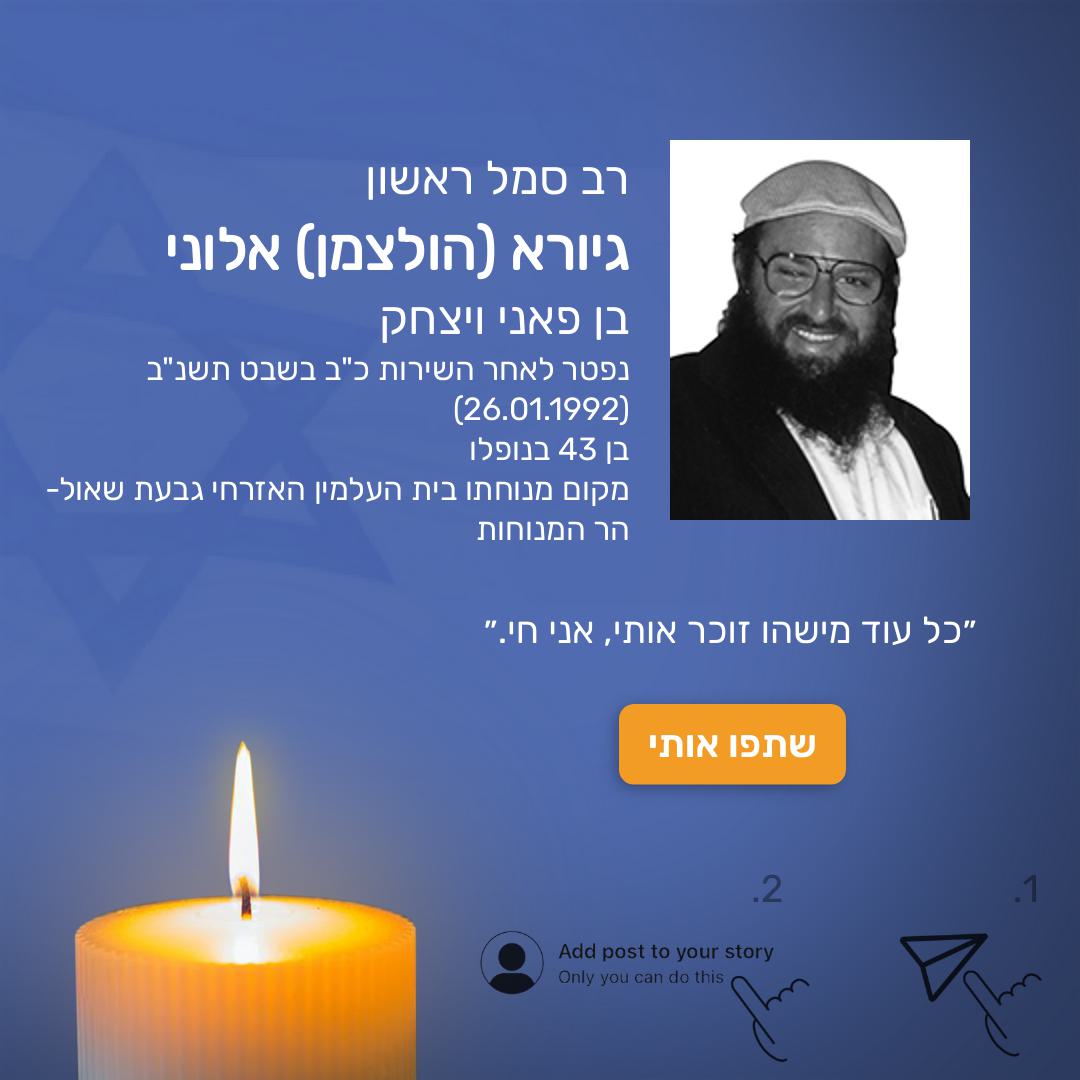 רב סמל ראשון
גיורא (הולצמן) אלוני
בן פאני ויצחק
נפטר לאחר השירות כ"ב בשבט תשנ"ב
(26.01.1992)
בן 43 בנופלו
מקום מנוחתו בית העלמין האזרחי גבעת שאול-
הר המנוחות
״כל עוד מישהו זוכר אותי, אני חי.״
שתפו אותי
1.
2.
Add post to your story
Only you can do this